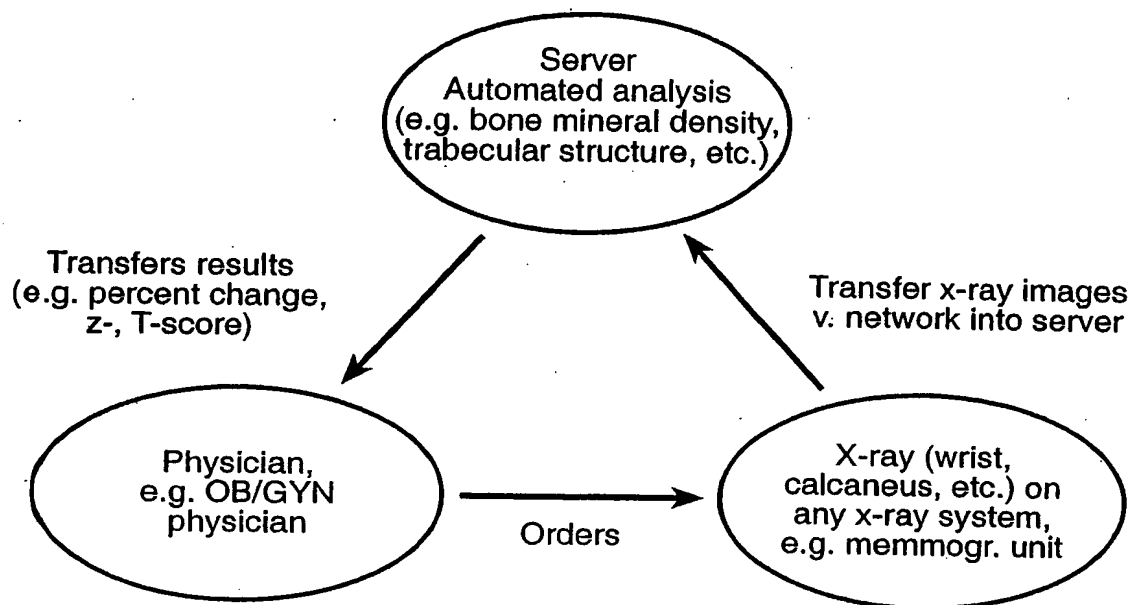 Server
Automated analysis
(e.g. bone mineral density,
trabecular structure, etc.)
Transfers results
(e.g. percent change,
z-, T-score)
Transfer x-ray images
v. network into server
Physician,
e.g. OB/GYN
physician
Orders
X-ray (wrist,
calcaneus, etc.) on
any x-ray system,
e.g. memmogr. unit